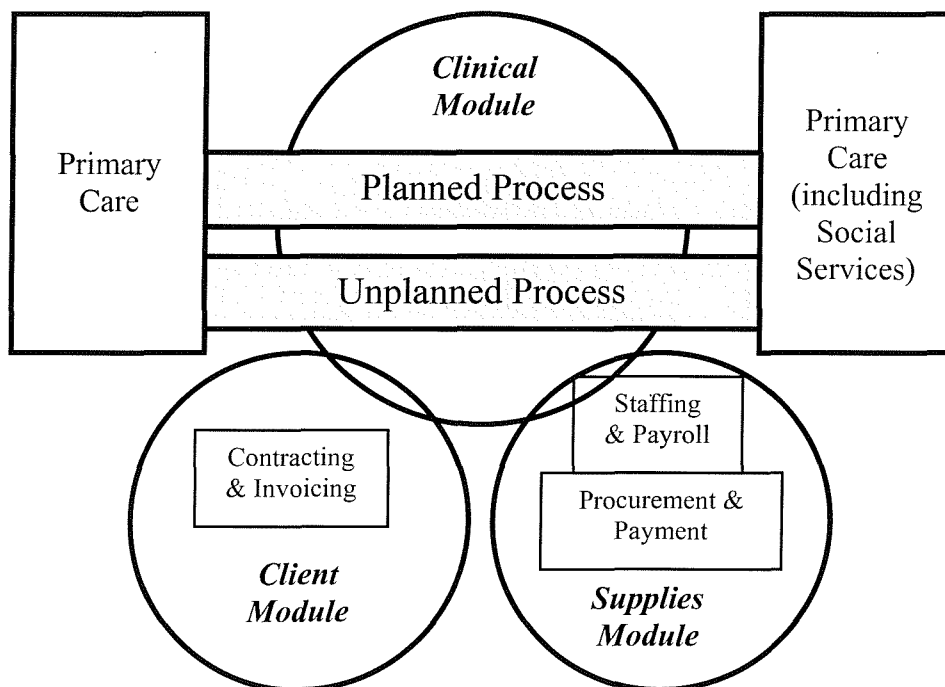 Clinical
Module
Primary
Care
Planned Process
Unplanned Process
Primary
Care
(including
Social
Services)
Contracting
& Invoicing
Client
Module
Staffing
& Payroll
Procurement &
Payment
Supplies
Module